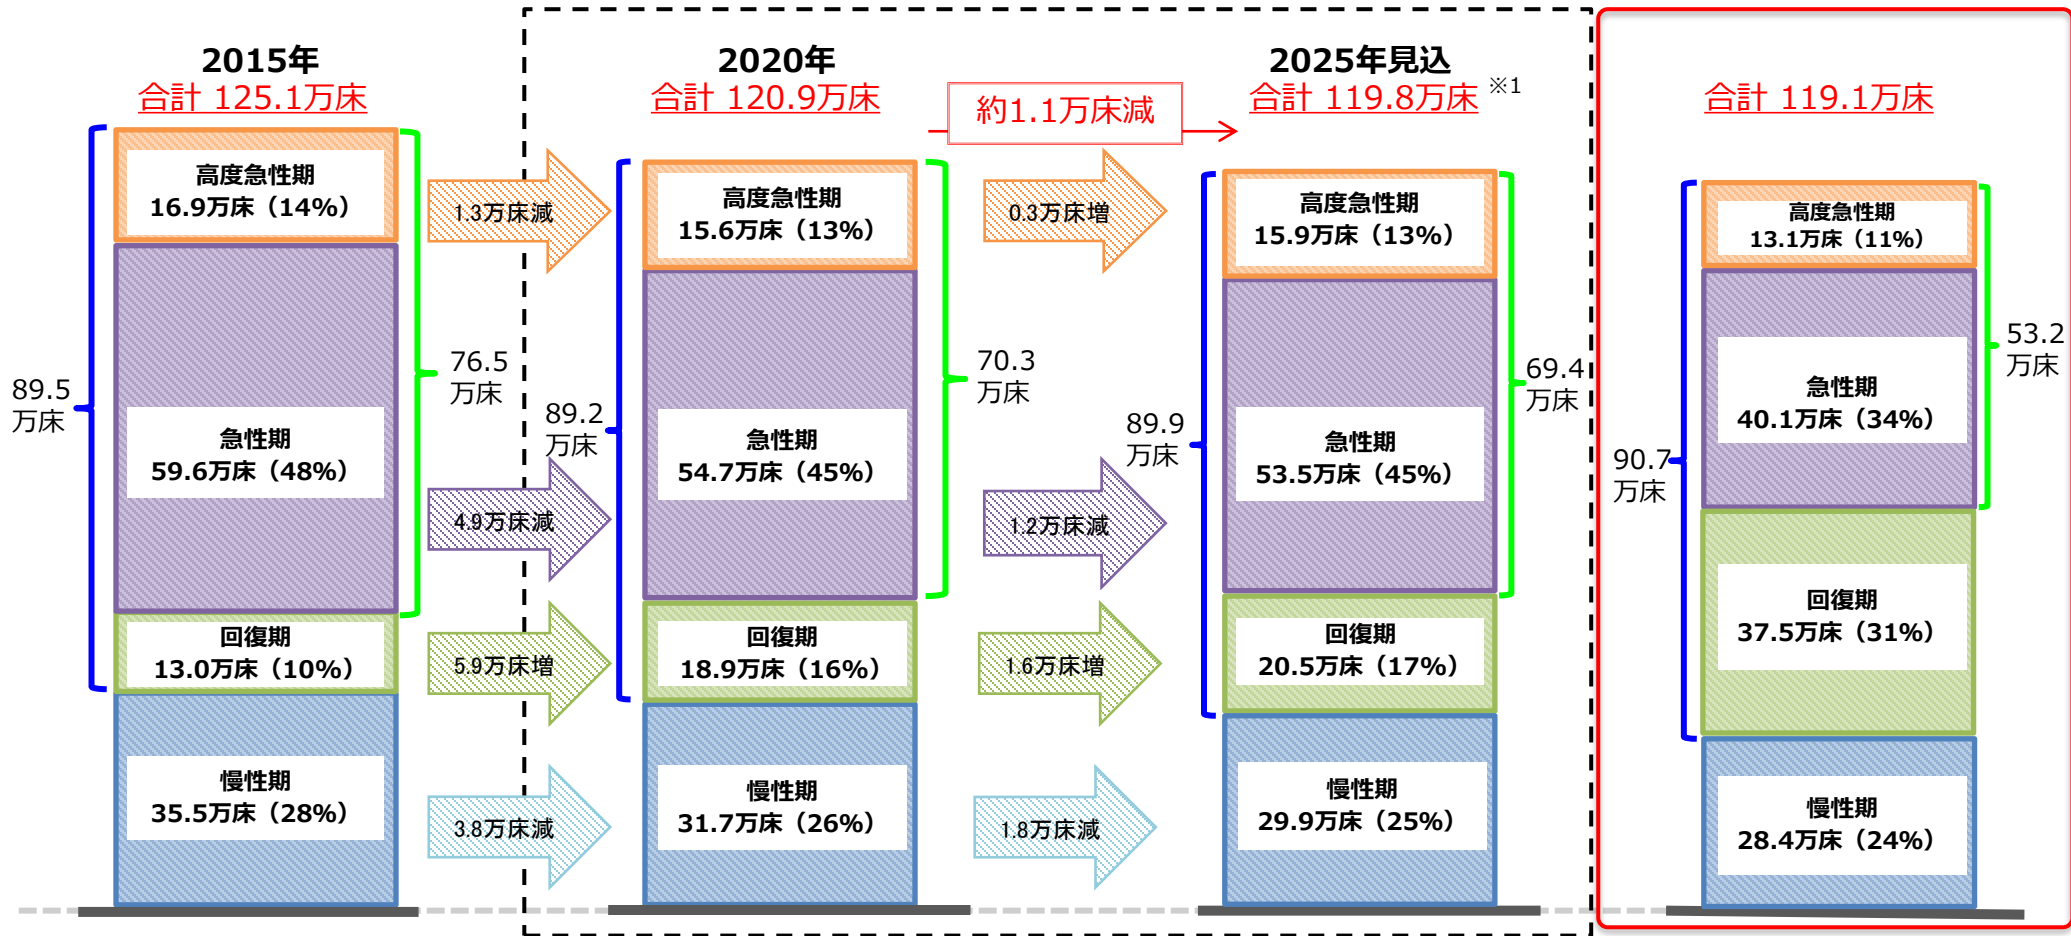 2015年
合計 125.1万床
高度急性期
16.9万床（14%）
急性期
59.6万床（48%）
回復期
13.0万床（10%）
慢性期
35.5万床（28%）
89.5
万床
76.5
万床
1.3万床減
4.9万床減
5.9万床増
3.8万床減
2020年
合計 120.9万床
高度急性期
15.6万床（13%）
急性期
54.7万床（45%）
回復期
18.9万床（16%）
慢性期
31.7万床（26%）
89.2
万床
70.3
万床
約1.1万床減
0.3万床増
1.2万床減
1.6万床増
1.8万床減
2025年見込
合計 119.8万床 ※1
高度急性期
15.9万床（13%）
急性期
53.5万床（45%）
回復期
20.5万床（17%）
慢性期
29.9万床（25%）
89.9
万床
69.4
万床
合計 119.1万床
高度急性期
13.1万床（11%）
急性期
40.1万床（34%）
回復期
37.5万床（31%）
慢性期
28.4万床（24%）
90.7
万床
53.2
万床